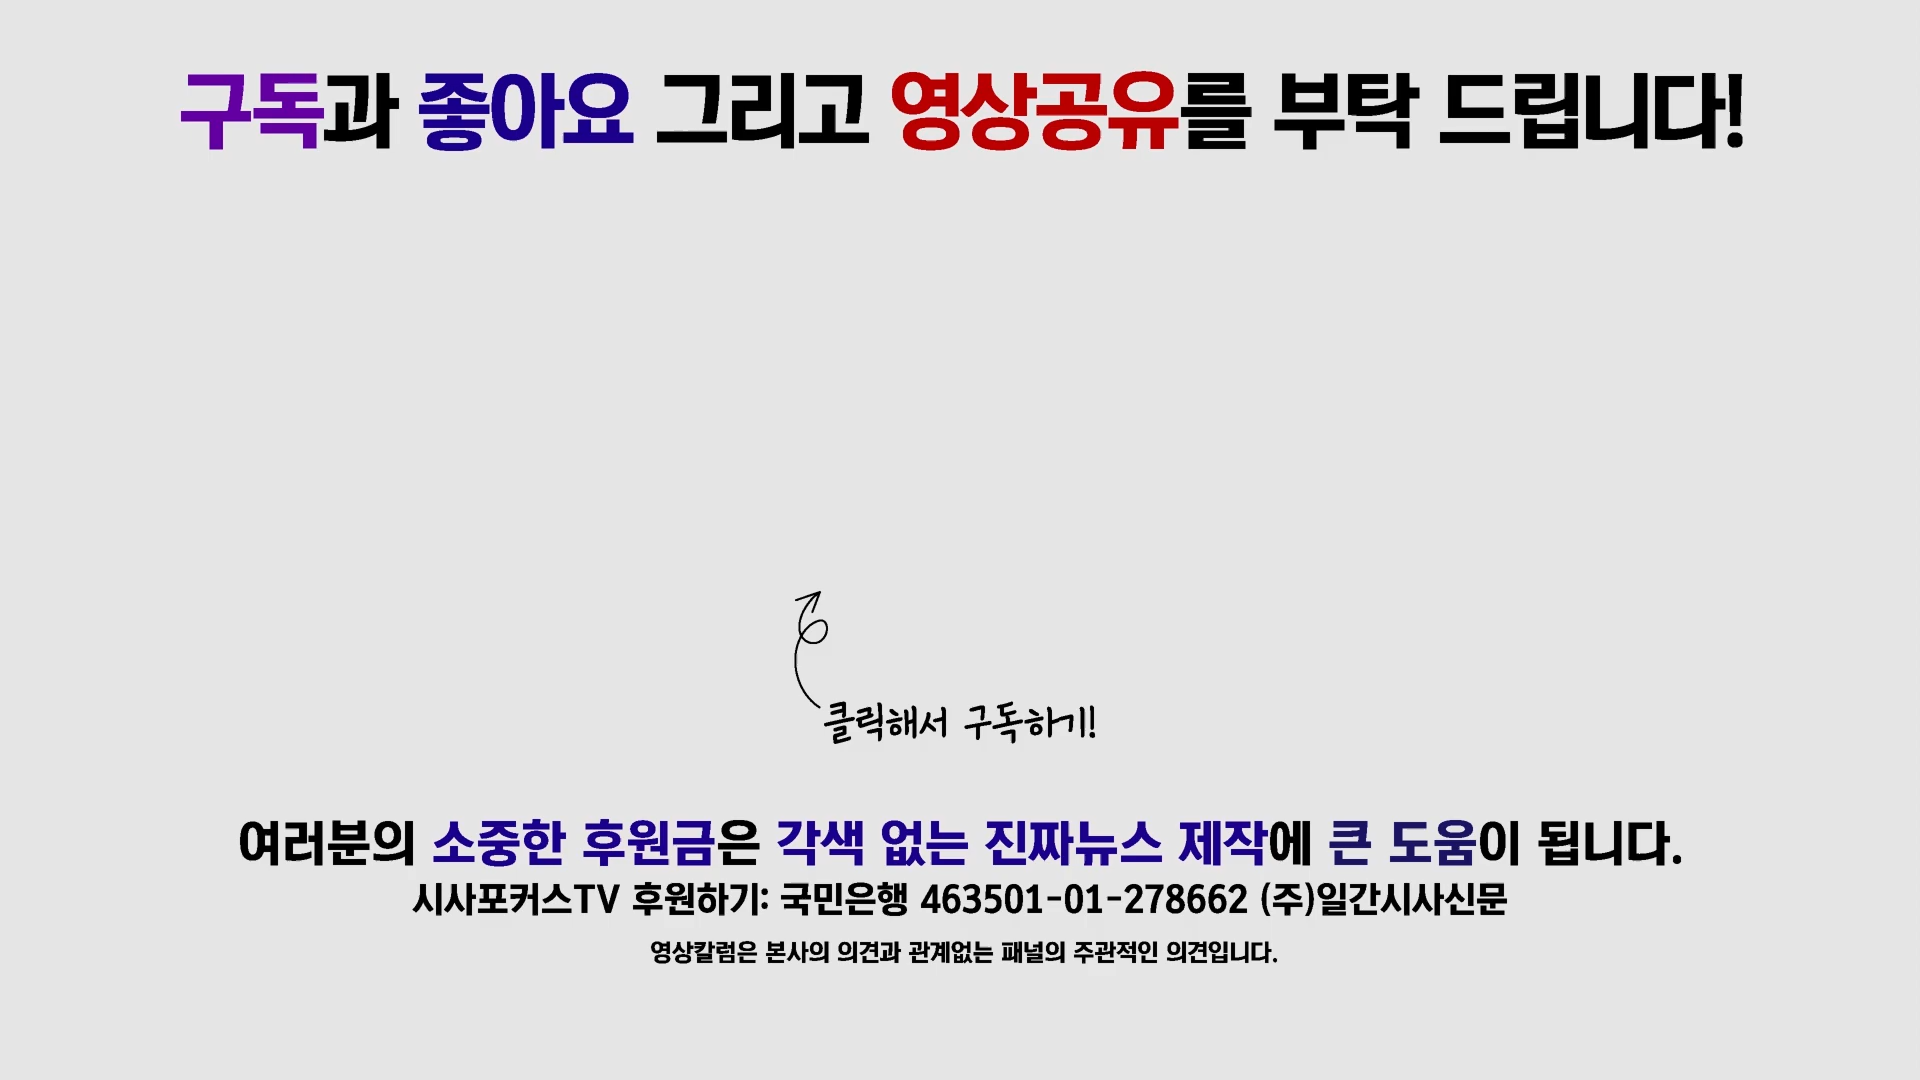 구독과 좋아요 그리고 영상공유를 부탁 드립니다!
클릭해서 구독하기!
여러분의 소중한 후원금은 각색 없는 진짜뉴스 제작에 큰 도움이 됩니다.
시사포커스TV 후원하기: 국민은행 463501-01-278662 (주)일간시사신문
영상칼럼은 본사의 의견과 관계없는 패널의 주관적인 의견입니다.